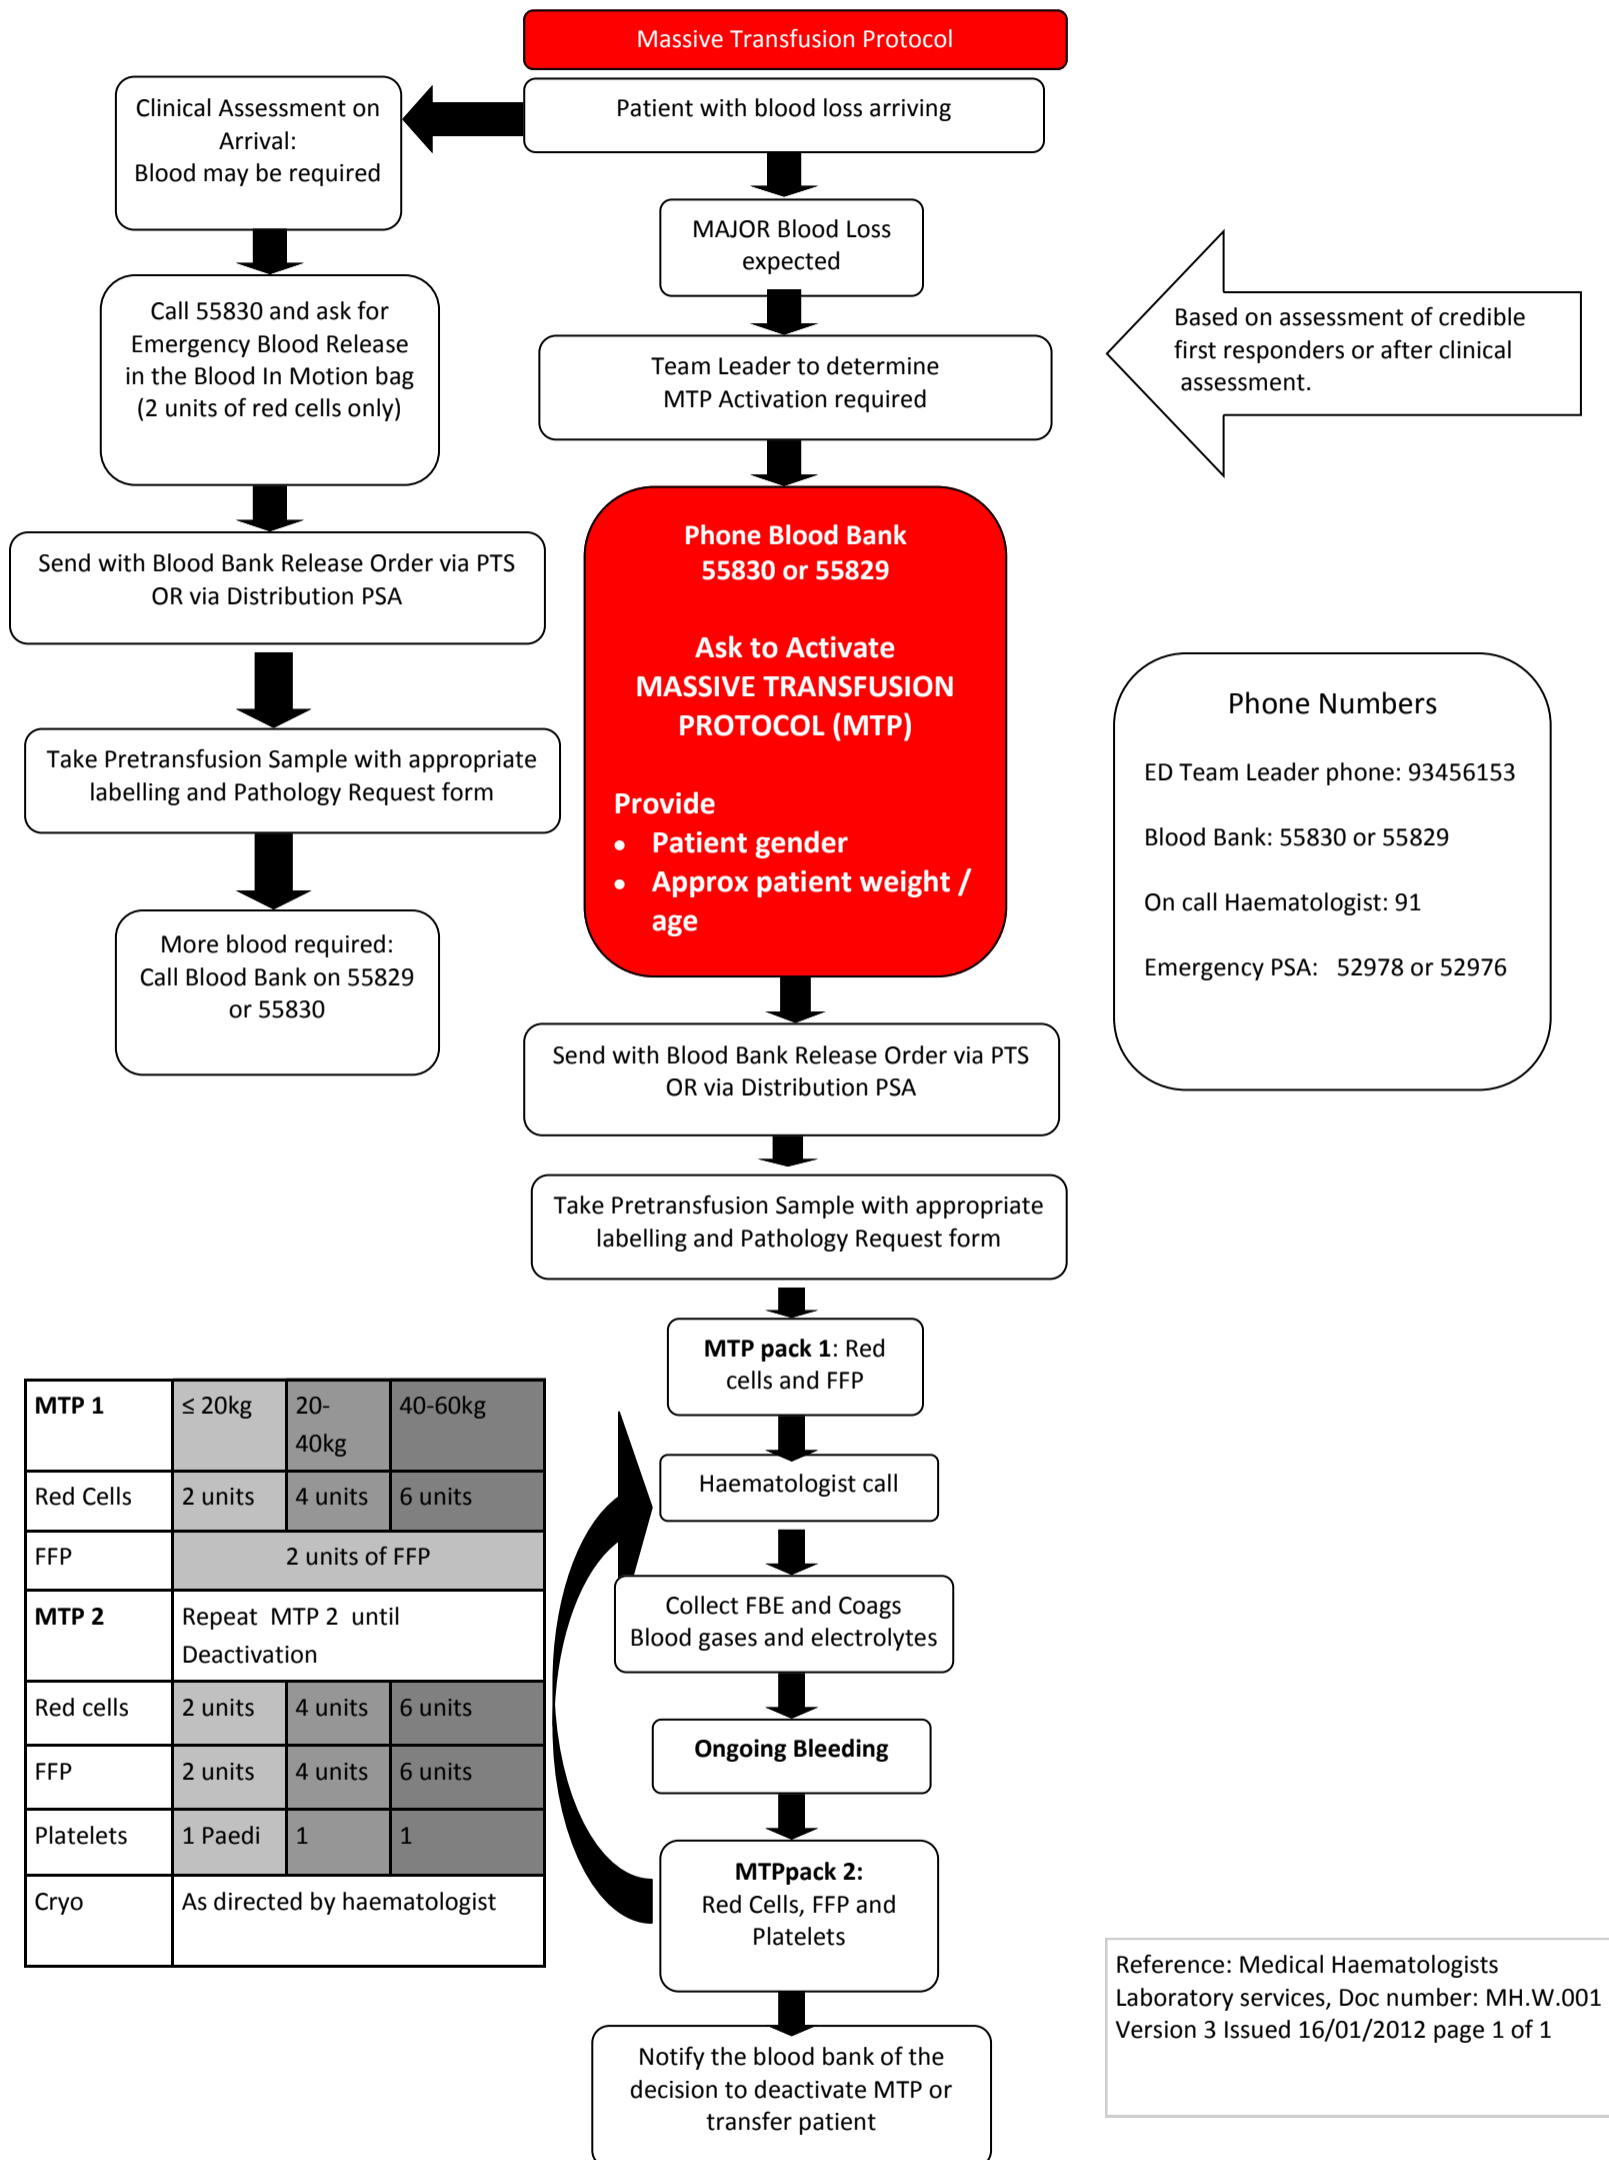 Massive Transfusion Protocol
Patient with blood loss arriving
Clinical Assessment on
Arrival:
Blood may be required
MAJOR Blood Loss
expected
Call 55830 and ask for
Emergency Blood Release
in the Blood In Motion bag
(2 units of red cells only)
Team Leader to determine
MTP Activation required
Based on assessment of credible
first responders or after clinical
assessment.
Send with Blood Bank Release Order via PTS
OR via Distribution PSA
Take Pretransfusion Sample with appropriate
labelling and Pathology Request form
More blood required:
Call Blood Bank on 55829
or 55830
Phone Blood Bank
55830 or 55829
Ask to Activate
MASSIVE TRANSFUSION
PROTOCOL (MTP)
Provide
• Patient gender
• Approx patient weight /
age
Phone Numbers
ED Team Leader phone: 93456153
Blood Bank: 55830 or 55829
On call Haematologist: 91
Emergency PSA: 52978 or 52976
Send with Blood Bank Release Order via PTS
OR via Distribution PSA
Take Pretransfusion Sample with appropriate
labelling and Pathology Request form
MTP pack 1: Red
cells and FFP
Haematologist call
Collect FBE and Coags
Blood gases and electrolytes
Ongoing Bleeding
MTPpack 2:
Red Cells, FFP and
Platelets
Notify the blood bank of the
decision to deactivate MTP or
transfer patient
MTP 1 ≤ 20kg 20-
40kg 40-60kg
Red Cells 2 units 4 units 6 units
FFP 2 units of FFP
MTP 2 Repeat MTP 2 until
Deactivation
Red cells 2 units 4 units 6 units
FFP 2 units 4 units 6 units
Platelets 1 Paedi 1 1
Cryo As directed by haematologist
Reference: Medical Haematologists
Laboratory services, Doc number: MH.W.001
Version 3 Issued 16/01/2012 page 1 of 1